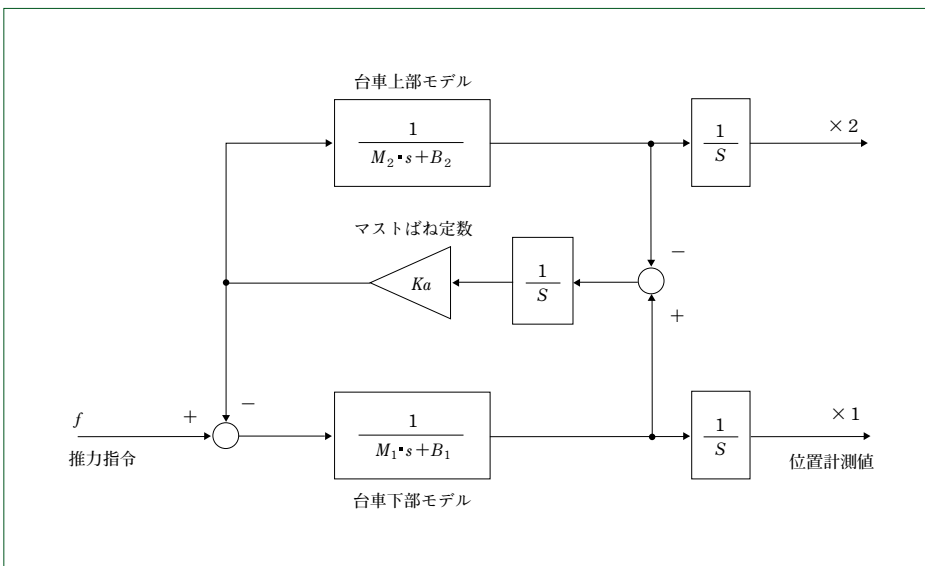 台車上部モデル
1
M₂・s+B₂
1
S
×2
−
マストばね定数
Ka
1
S
+
f
推力指令
+
−
1
M₁・s+B₁
台車下部モデル
1
S
×1
位置計測値